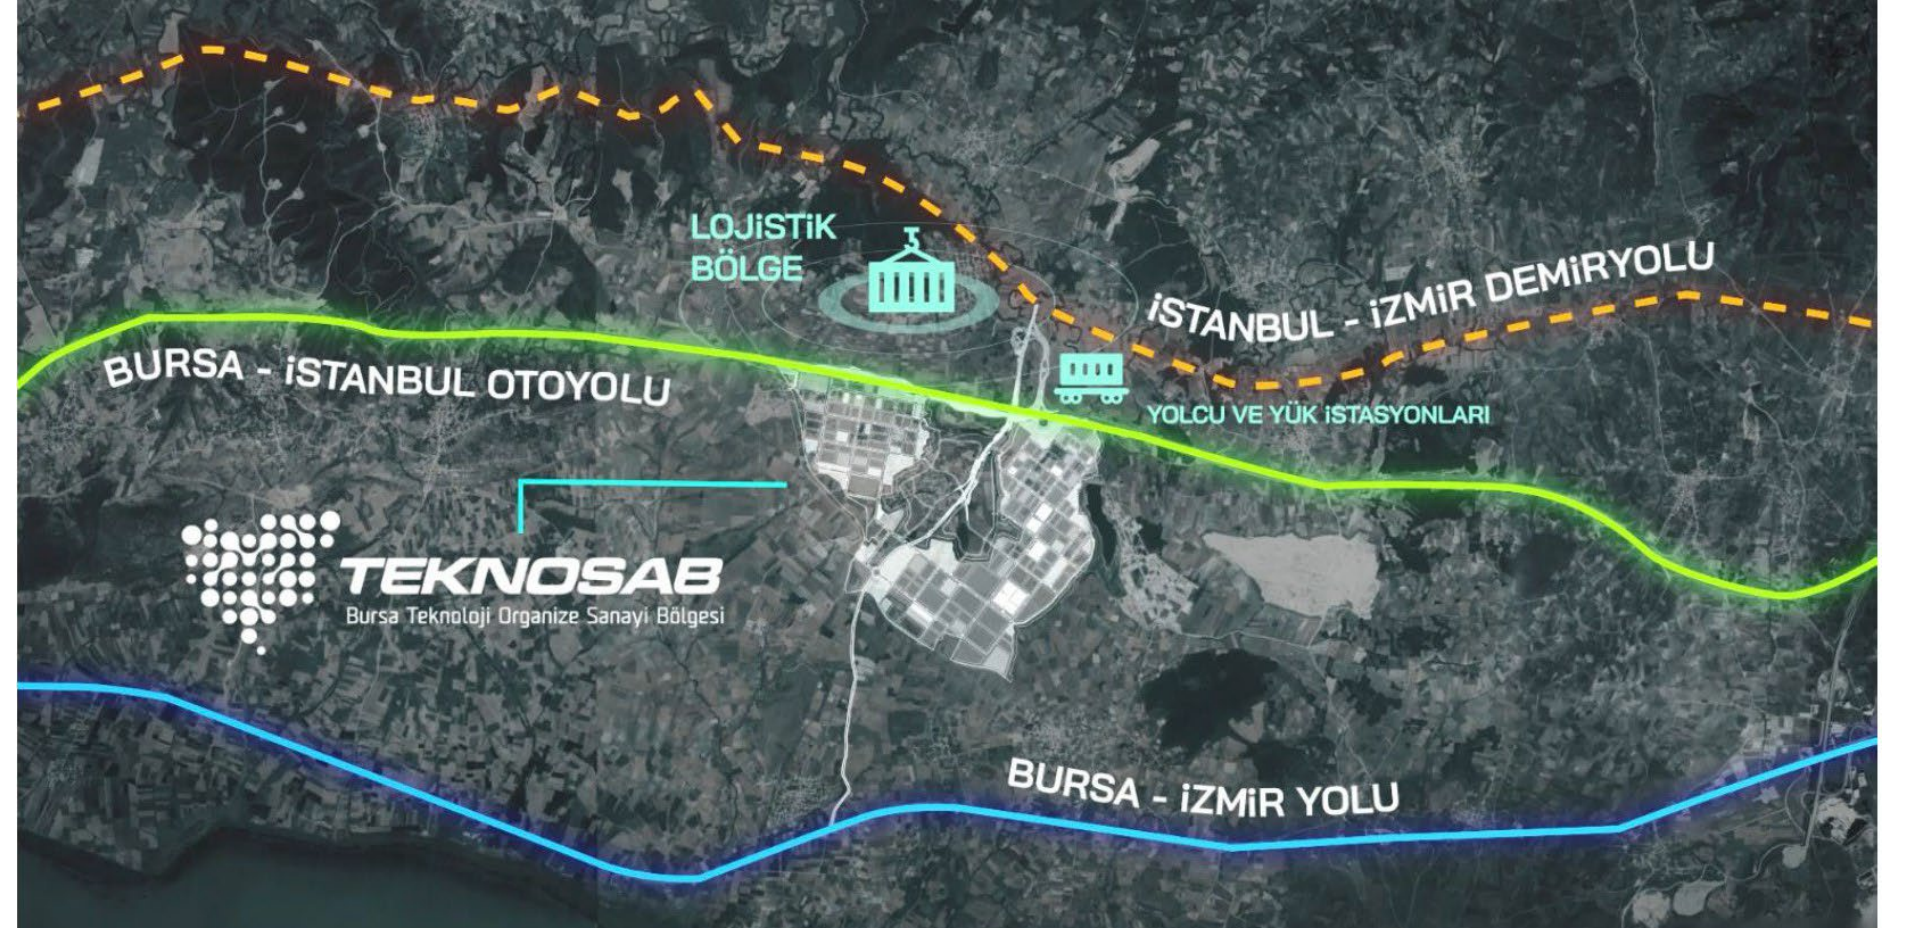 LOJiSTiK
BÖLGE
iSTANBUL - iZMiR DEMiRYOLU
BURSA - iSTANBUL OTOYOLU
YOLCU VE YÜK iSTASYONLARI
TEKNOSAB
Bursa Teknoloji Organize Sanayi Bölgesi
BURSA - iZMiR YOLU